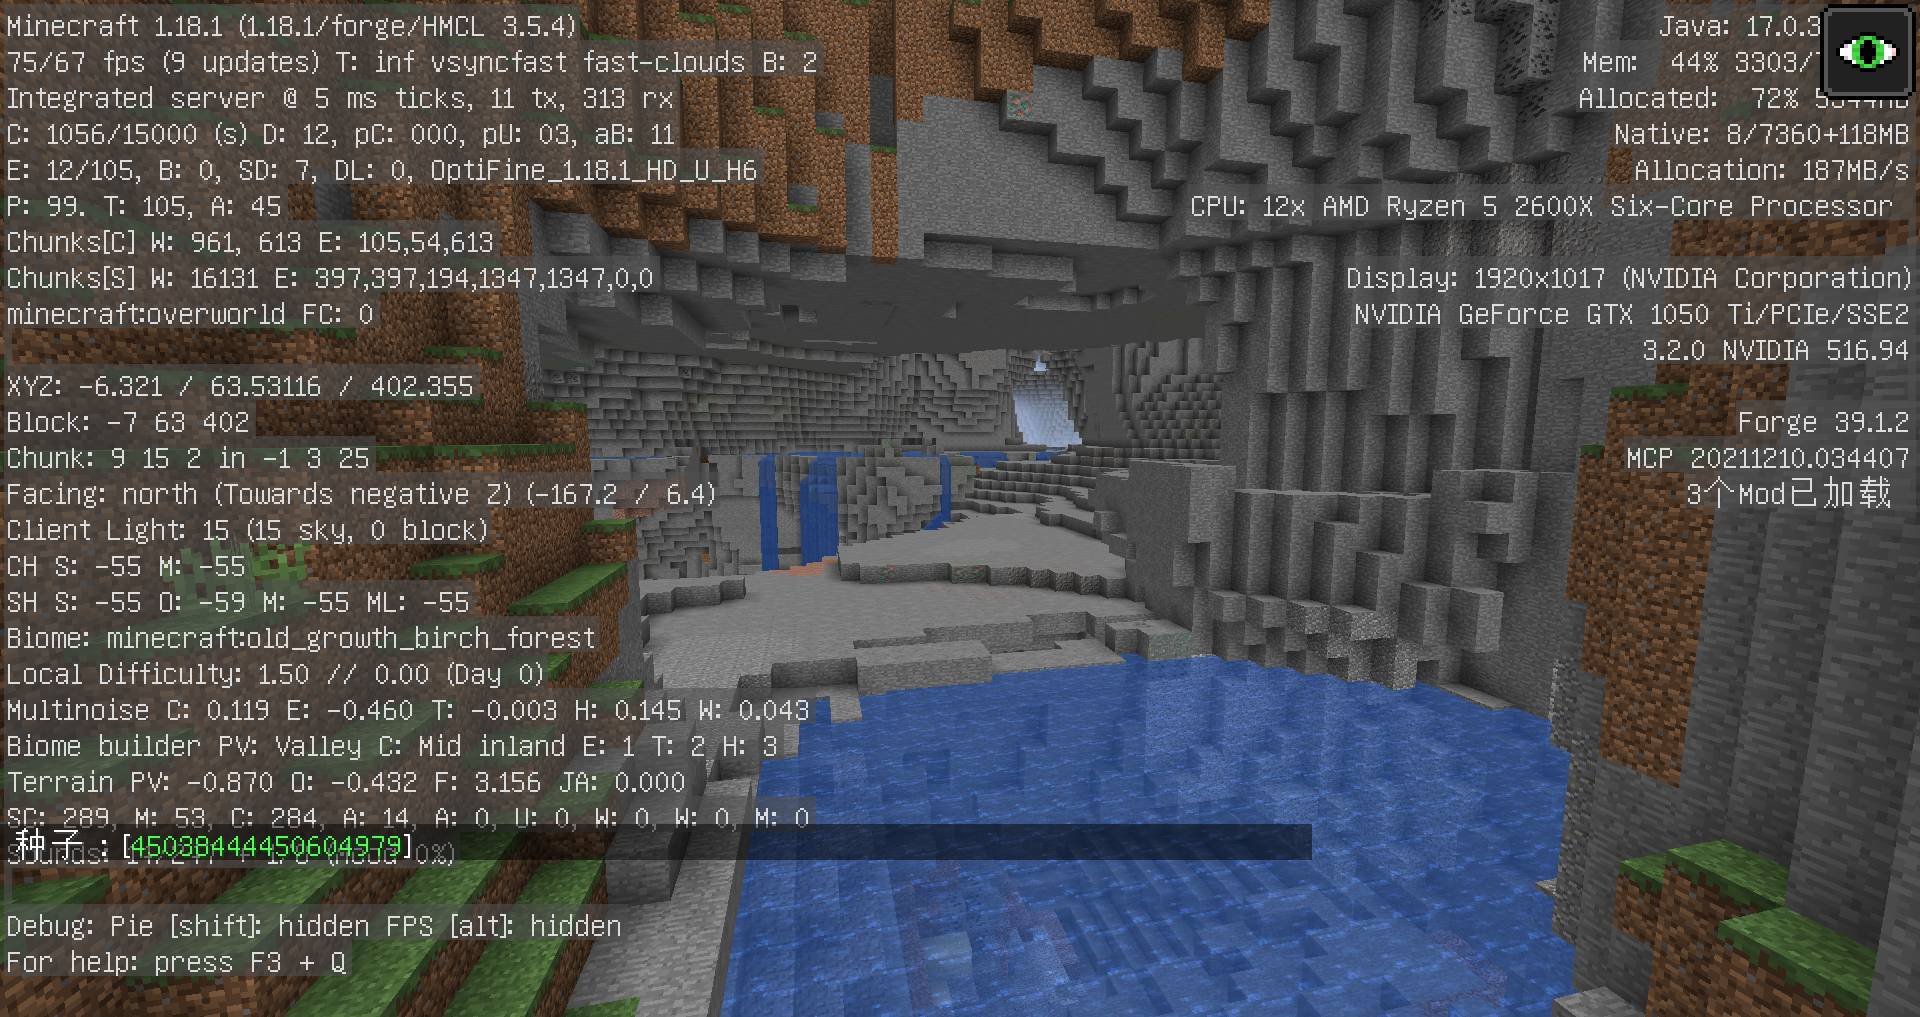 Minecraft 1.18.1 (1.18.1/forge/HMCL 3.5.4)
75/67 fps (9 updates) T: inf vsyncfast fast-clouds B: 2
Integrated server @ 5 ms ticks, 11 tx, 313 rx
C: 1056/15000 (s) D: 12, pC: 000, pU: 03, aB: 11
E: 12/105, B: 0, SD: 7, DL: 0, OptiFine_1.18.1_HD_U_H6
P: 99. T: 105, A: 45
Chunks[C] W: 961, 613 E: 105,54,613
Chunks[S] W: 16131 E: 397,397,194,1347,1347,0,0
minecraft:overworld FC: 0
XYZ: -6.321 / 63.53116 / 402.355
Block: -7 63 402
Chunk: 9 15 2 in -1 3 25
Facing: north (Towards negative Z) (-167.2 / 6.4)
Client Light: 15 (15 sky, 0 block)
CH S: -55 M: -55
SH S: -55 O: -59 M: -55 ML: -55
Biome: minecraft:old_growth_birch_forest
Local Difficulty: 1.50 // 0.00 (Day 0)
Multinoise C: 0.119 E: -0.460 T: -0.003 H: 0.145 W: 0.043
Biome builder PV: Valley C: Mid inland E: 1 T: 2 H: 3
Terrain PV: -0.870 O: -0.432 F: 3.156 JA: 0.000
SC: 289, M: 53, C: 284, A: 14, A: 0, U: 0, W: 0, W: 0, M: 0
种子 : [45038444450604979]
Sounds:
Debug: Pie [shift]: hidden FPS [alt]: hidden
For help: press F3 + Q
Java: 17.0.3
Mem: 44% 3303/
Allocated: 72%
Native: 8/7360+118MB
Allocation: 187MB/s
CPU: 12x AMD Ryzen 5 2600X Six-Core Processor
Display: 1920x1017 (NVIDIA Corporation)
NVIDIA GeForce GTX 1050 Ti/PCIe/SSE2
3.2.0 NVIDIA 516.94
Forge 39.1.2
MCP 20211210.034407
3个Mod已加载